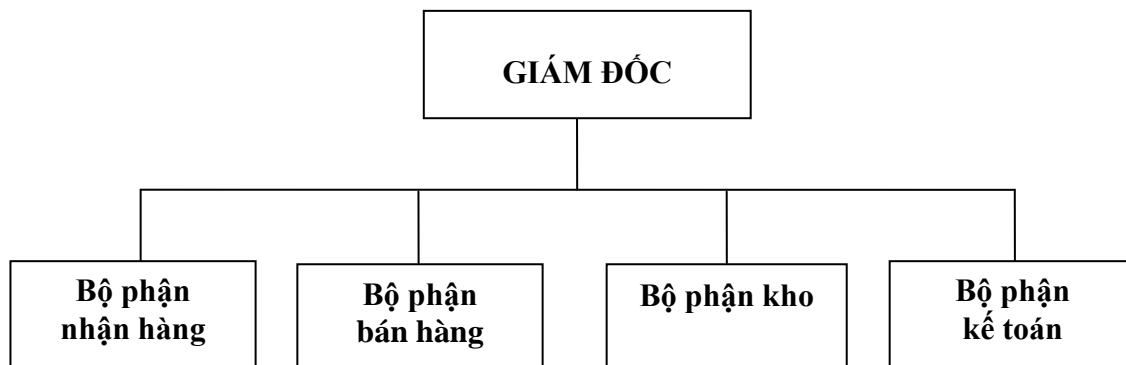 GIÁM ĐỐC
Bộ phận
nhận hàng
Bộ phận
bán hàng
Bộ phận kho
Bộ phận
kế toán